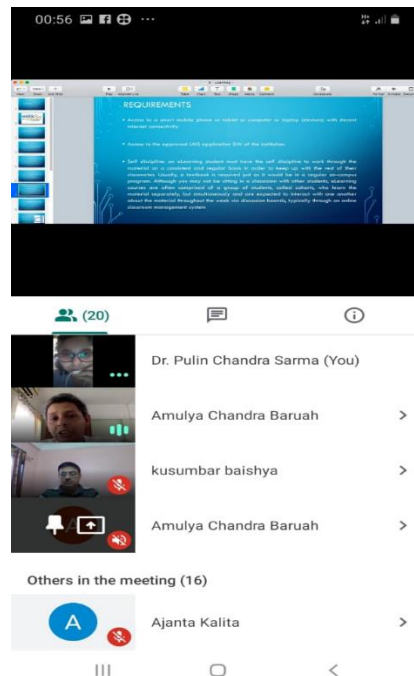 00:56
REQUIREMENTS
• Access to a smart mobile phone or tablet or computer or laptop (devices) with decent
internet connectivity
• Access to the approved LMS application S/W of the institution.
• Self discipline: an eLearning student must have the self discipline to work through the
material on a consistent and regular basis in order to keep up with the rest of their
classmates. Usually, a textbook is required just as it would be in a regular on-campus
program. Although you may not be sitting in a classroom with other students, eLearning
courses are often comprised of a group of students, called cohorts, who learn the
material separately, but simultaneously and are expected to interact with one another
about the material throughout the week via discussion boards, typically through an online
classroom management system
(20)
Dr. Pulin Chandra Sarma (You)
Amulya Chandra Baruah
kusumbar baishya
Amulya Chandra Baruah
Others in the meeting (16)
A
Ajanta Kalita